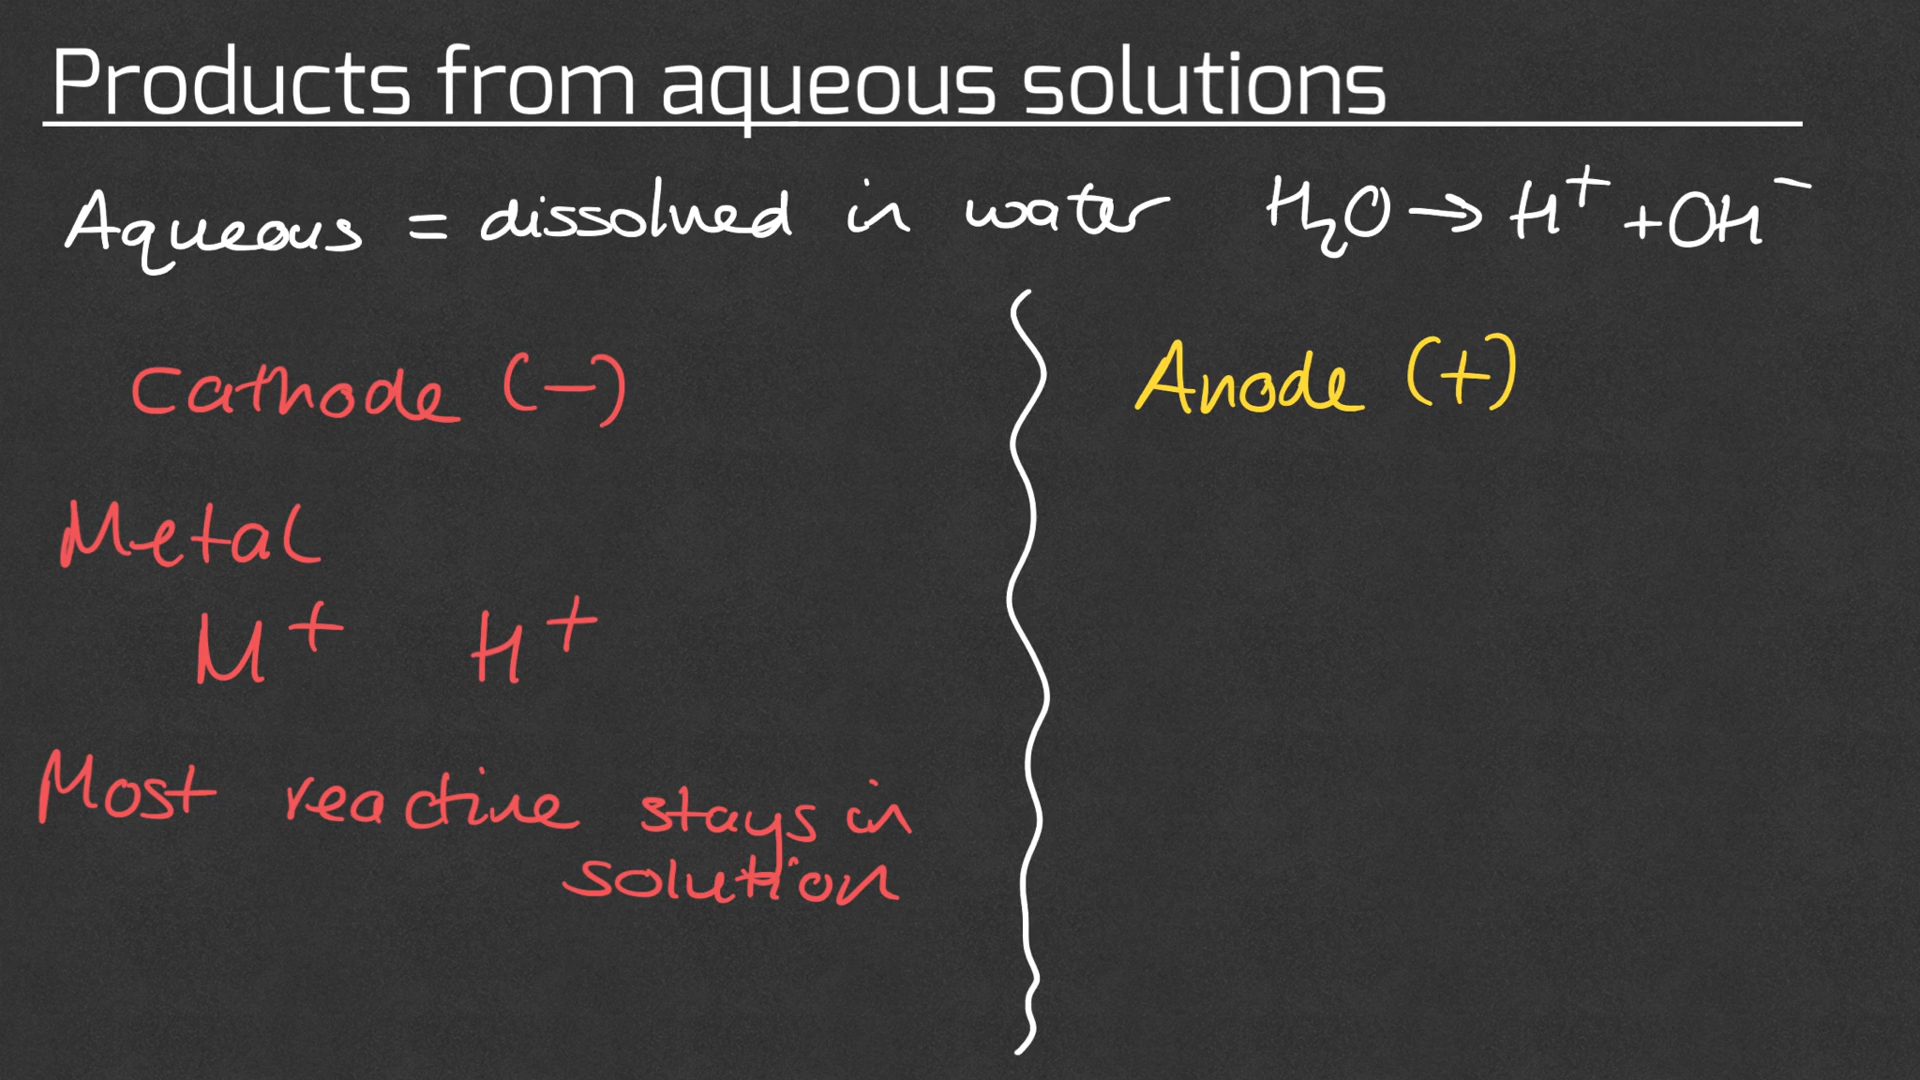 Products from aqueous solutions
Aqueous = dissolved in water H₂O → H⁺ + OH⁻
Cathode (−)
Metal
M⁺ H⁺
Most reactive stays in
solution
Anode (+)